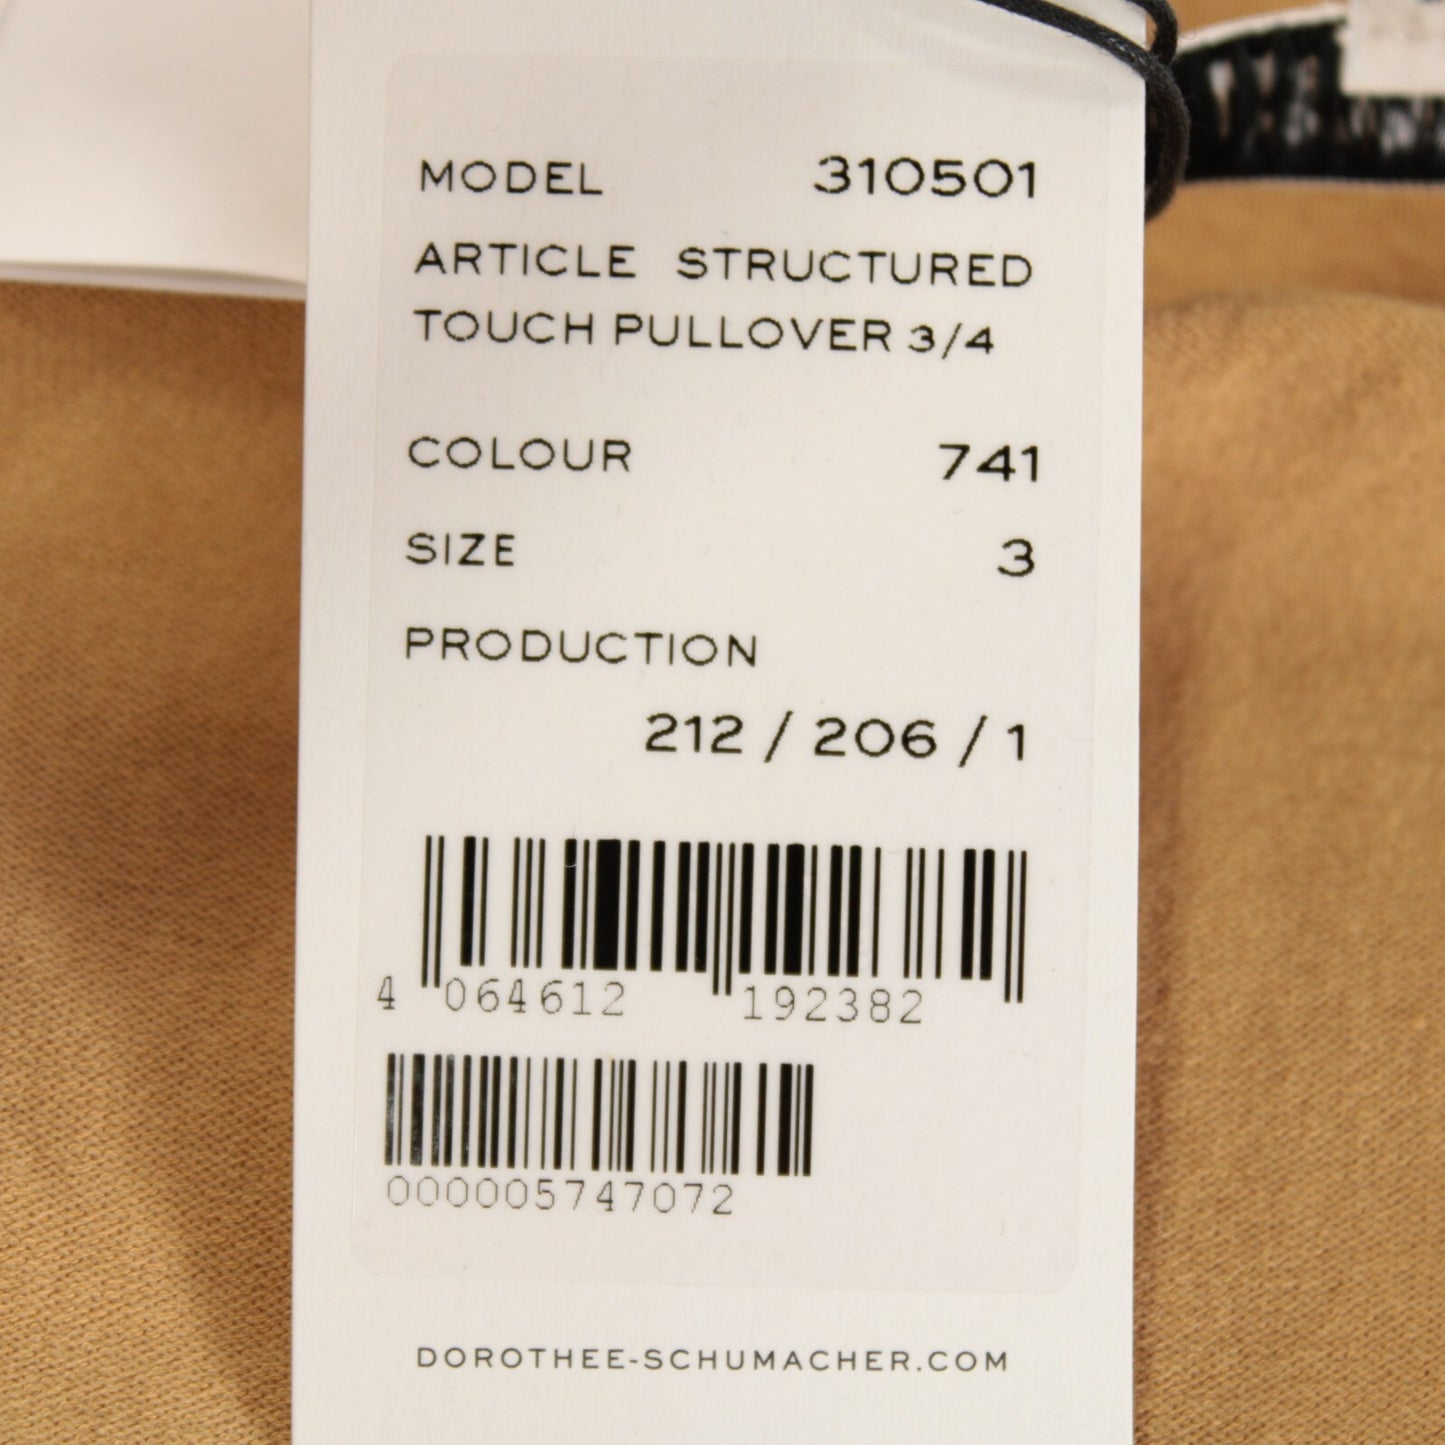 MODEL 310501
ARTICLE STRUCTURED
TOUCH PULLOVER 3/4
COLOUR 741
SIZE 3
PRODUCTION
212 / 206 / 1
4 064612 192382
000005747072
DOROTHEE-SCHUMACHER.COM